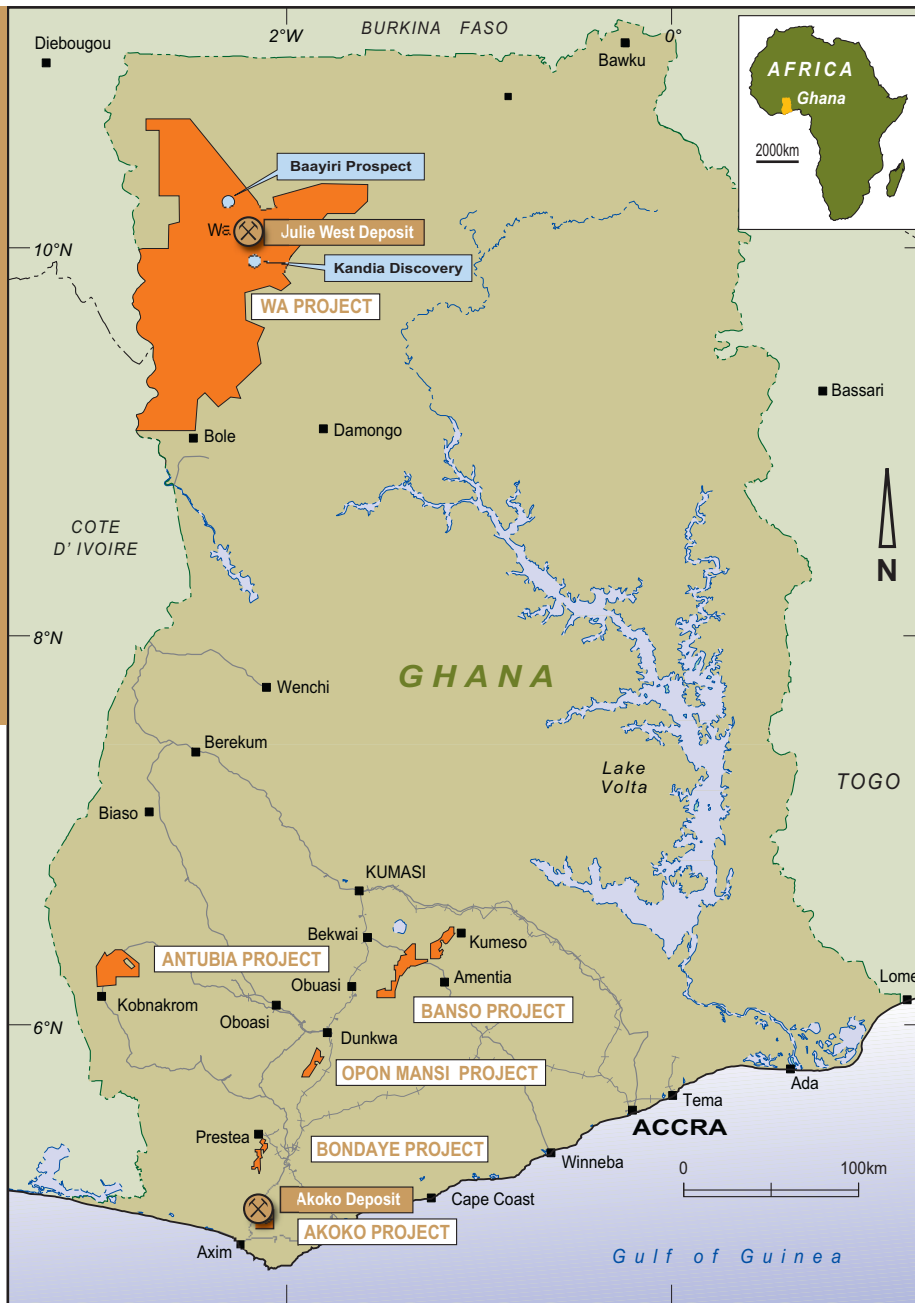 2°W
BURKINA FASO
0°
Diebougou
Bawku
AFRICA
Ghana
2000km
Baayiri Prospect
Wa
Julie West Deposit
10°N
Kandia Discovery
WA PROJECT
Bassari
Bole
Damongo
COTE
D' IVOIRE
N
8°N
GHANA
Wenchi
Berekum
Lake
Volta
TOGO
Biaso
KUMASI
Bekwai
Kumeso
ANTUBIA PROJECT
Obuasi
Amentia
Lome
Kobnakrom
Oboasi
BANSO PROJECT
6°N
Dunkwa
OPON MANSI PROJECT
Ada
Tema
ACCRA
Prestea
BONDAYE PROJECT
Winneba
0 100km
Akoko Deposit
Cape Coast
AKOKO PROJECT
Axim
Gulf of Guinea